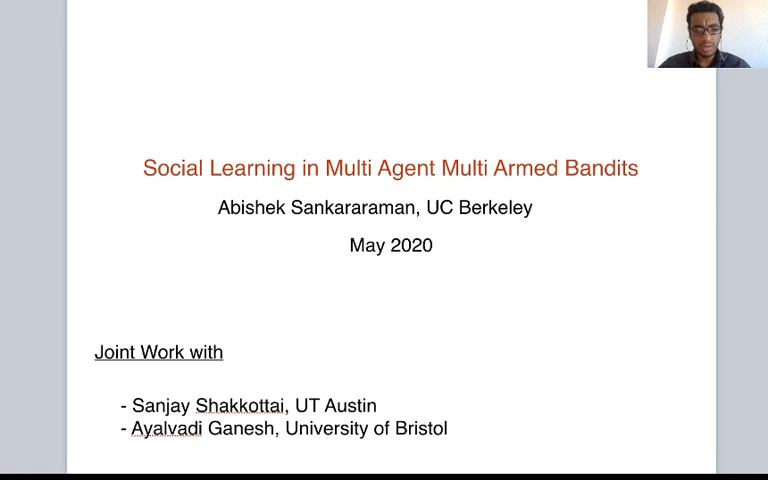 Social Learning in Multi Agent Multi Armed Bandits
Abishek Sankararaman, UC Berkeley
May 2020
Joint Work with
- Sanjay Shakkottai, UT Austin
- Ayalvadi Ganesh, University of Bristol